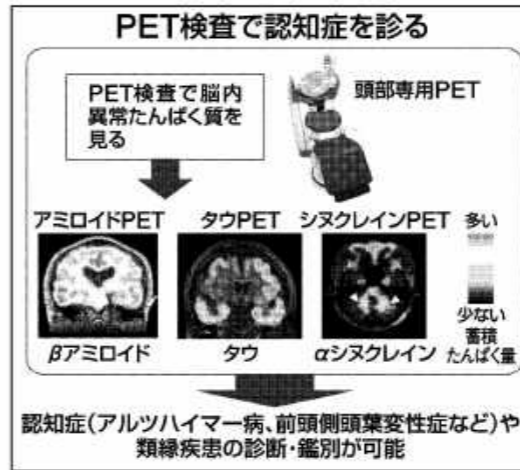 PET検査で認知症を診る
PET検査で脳内
異常たんぱく質を
見る
頭部専用PET
アミロイドPET
タウPET
シヌクレインPET
多い
少ない
蓄積
たんぱく量
βアミロイド
タウ
αシヌクレイン
認知症(アルツハイマー病、前頭側頭葉変性症など)や
類縁疾患の診断・鑑別が可能